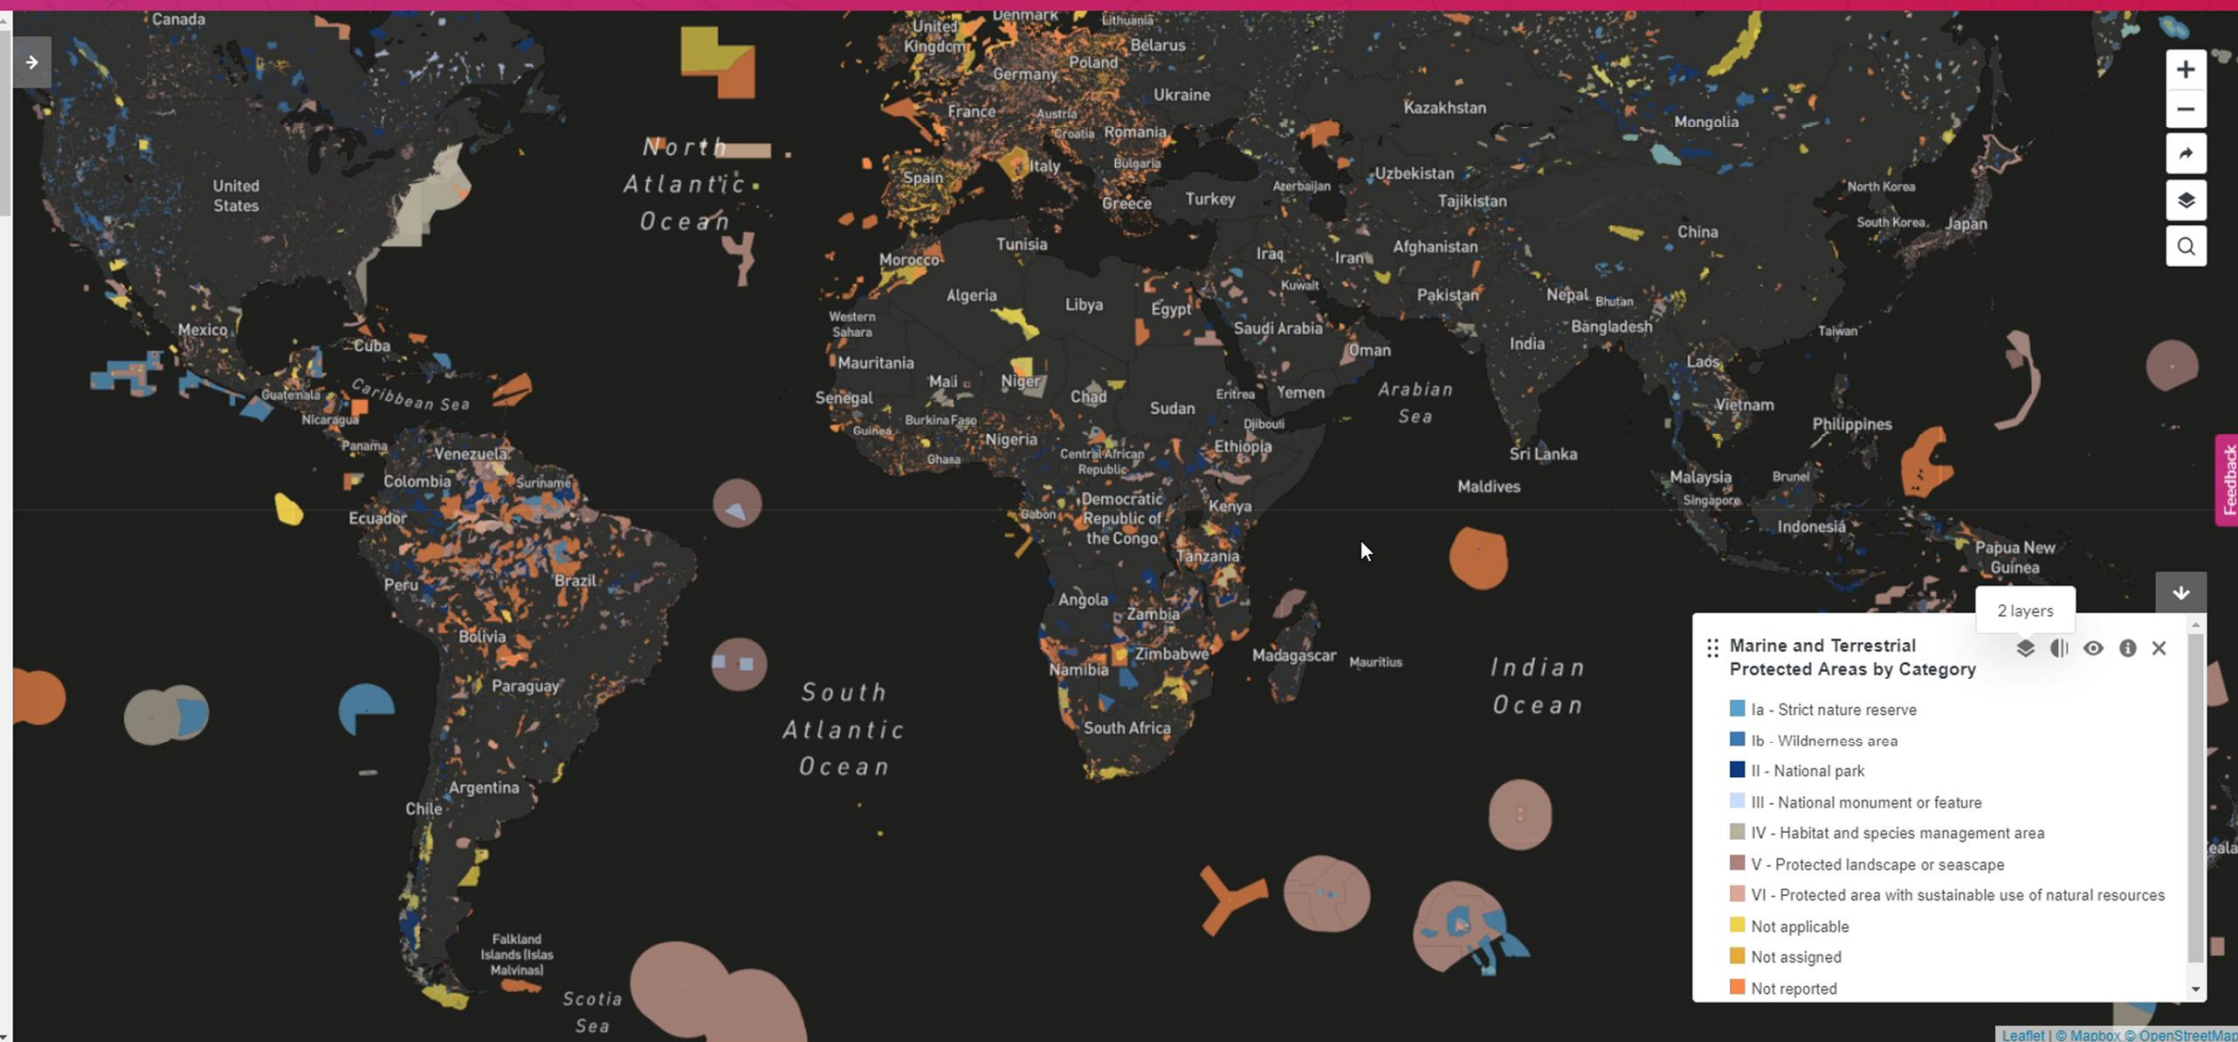 Canada
United
Kingdom
Denmark
Lithuania
Belarus
Poland
Germany
Ukraine
France
Austria
Croatia
Romania
Kazakhstan
Mongolia
North
Atlantic
Ocean
United
States
Spain
Italy
Bulgaria
Greece
Turkey
Azerbaijan
Uzbekistan
Tajikistan
North Korea
South Korea
Japan
China
Tunisia
Morocco
Iraq
Iran
Afghanistan
Algeria
Libya
Egypt
Kuwait
Pakistan
Nepal
Bhutan
Western
Sahara
Saudi Arabia
Bangladesh
Taiwan
Mexico
Cuba
Oman
India
Laos
Mauritania
Mali
Niger
Chad
Sudan
Eritrea
Yemen
Arabian
Sea
Senegal
Caribbean Sea
Guatemala
Nicaragua
Burkina Faso
Guinea
Nigeria
Djibouli
Vietnam
Philippines
Panama
Venezuela
Ghana
Central African
Republic
Ethiopia
Sri Lanka
Colombia
Suriname
Maldives
Malaysia
Singapore
Brunei
Feedback
Ecuador
Gabon
Democratic
Republic of
the Congo
Kenya
Indonesia
Tanzania
Papua New
Guinea
Peru
Brazil
Angola
Zambia
2 layers
Bolivia
Namibia
Zimbabwe
Madagascar
Mauritius
Indian
Ocean
Marine and Terrestrial
Protected Areas by Category
Paraguay
South
Atlantic
Ocean
South Africa
Ia - Strict nature reserve
Ib - Wildnerness area
II - National park
III - National monument or feature
IV - Habitat and species management area
V - Protected landscape or seascape
VI - Protected area with sustainable use of natural resources
Not applicable
Not assigned
Not reported
Argentina
Chile
Falkland
Islands (Islas
Malvinas)
Scotia
Sea
Leaflet | © Mapbox © OpenStreetMap